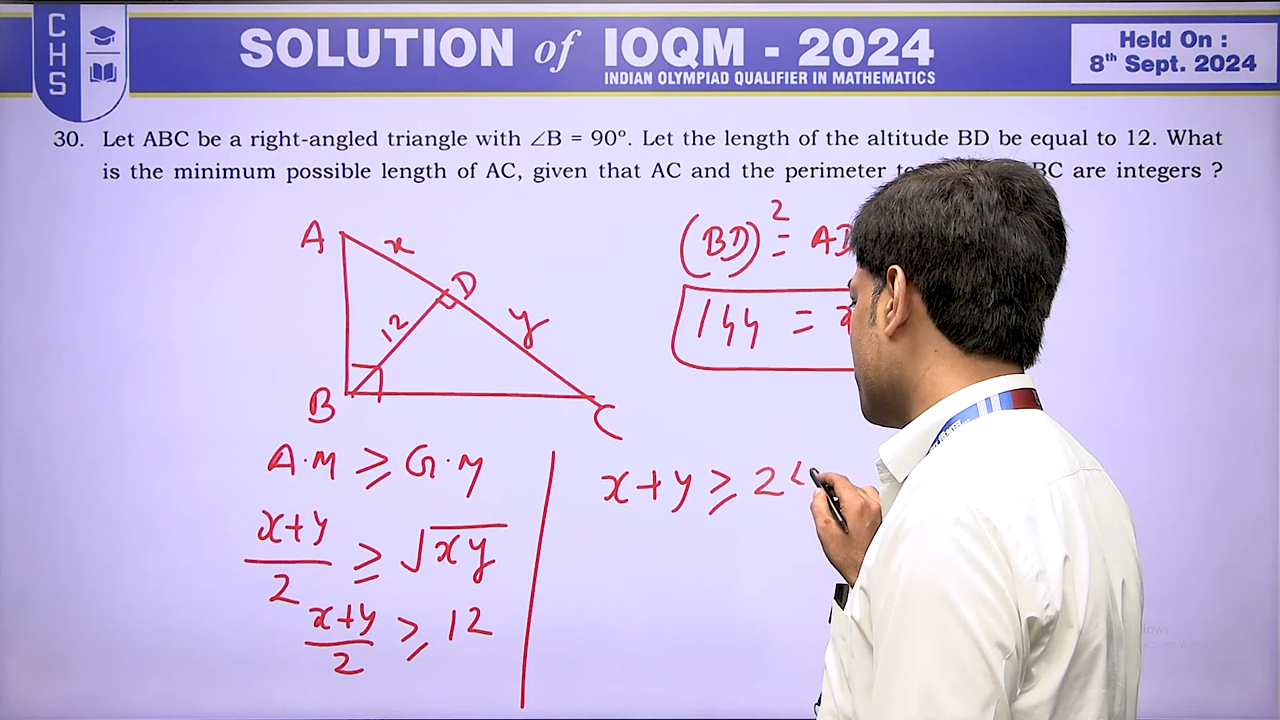 CHS
SOLUTION of IOQM - 2024
INDIAN OLYMPIAD QUALIFIER IN MATHEMATICS
Held On :
8th Sept. 2024
30. Let ABC be a right-angled triangle with ∠B = 90°. Let the length of the altitude BD be equal to 12. What
is the minimum possible length of AC, given that AC and the perimeter BC are integers ?
A x D
12 y
B C
(BD)² = AD
144 =
A.M ≥ G.M
x+y/2 ≥ √xy
x+y/2 ≥ 12
x+y ≥ 24